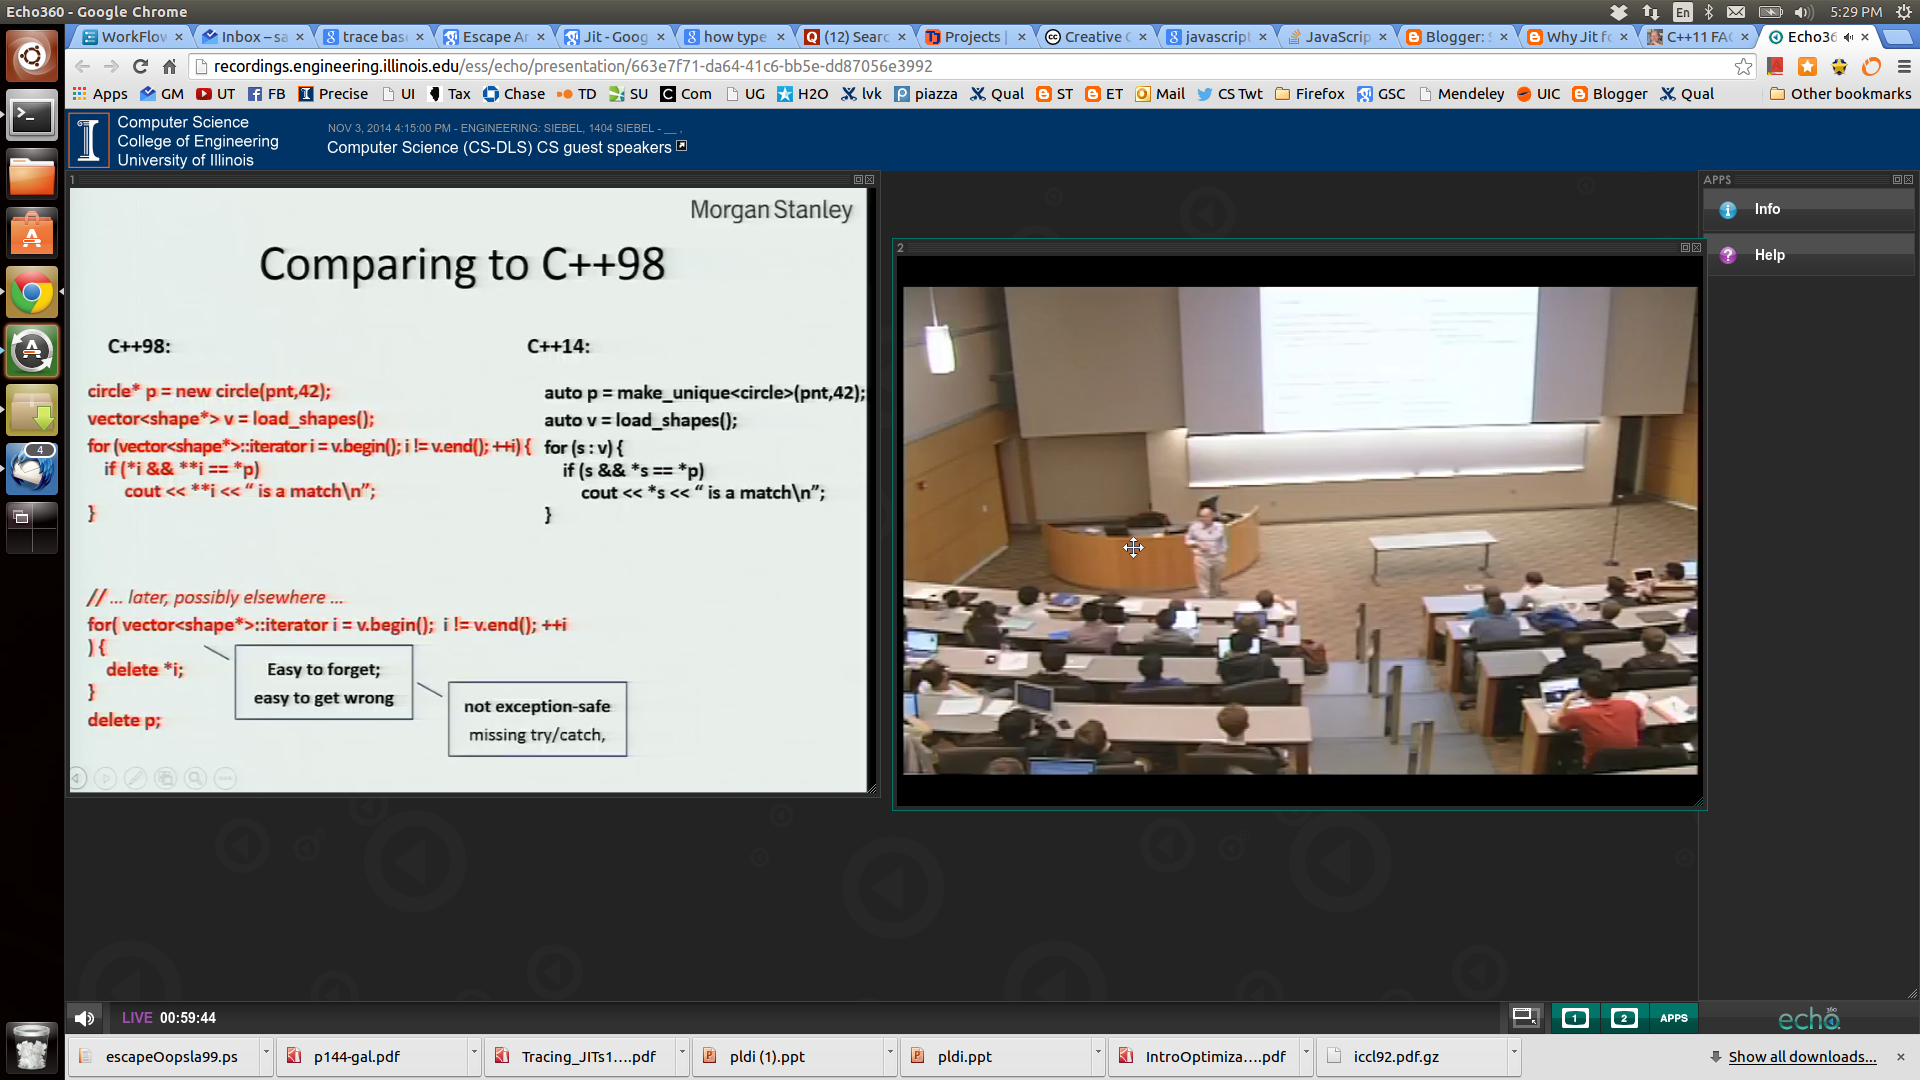 Echo360 - Google Chrome
En
5:29 PM
WorkFlow
Inbox – sa
trace base
Escape Ar
Jit - Goog
how type
(12) Searc
Projects |
Creative C
javascript
JavaScrip
Blogger: S
Why Jit fo
C++11 FAQ
Echo36
recordings.engineering.illinois.edu/ess/echo/presentation/663e7f71-da64-41c6-bb5e-dd87056e3992
Apps GM UT FB Precise UI Tax Chase TD SU Com UG H2O lvk piazza Qual ST ET Mail CS Twt Firefox GSC Mendeley UIC Blogger Qual Other bookmarks
Computer Science
College of Engineering
University of Illinois
NOV 3, 2014 4:15:00 PM - ENGINEERING: SIEBEL, 1404 SIEBEL - __ ,
Computer Science (CS-DLS) CS guest speakers
1
Morgan Stanley
Comparing to C++98
C++98:
circle* p = new circle(pnt,42);
vector<shape*> v = load_shapes();
for (vector<shape*>::iterator i = v.begin(); i != v.end(); ++i) {
if (*i && **i == *p)
cout << **i << “ is a match\n”;
}
C++14:
auto p = make_unique<circle>(pnt,42);
auto v = load_shapes();
for (s : v) {
if (s && *s == *p)
cout << *s << “ is a match\n”;
}
// ... later, possibly elsewhere ...
for( vector<shape*>::iterator i = v.begin(); i != v.end(); ++i
) {
delete *i;
}
delete p;
Easy to forget;
easy to get wrong
not exception-safe
missing try/catch,
2
APPS
Info
Help
4
LIVE 00:59:44
1
2
APPS
echo360
escapeOopsla99.ps
p144-gal.pdf
Tracing_JITs1....pdf
pldi (1).ppt
pldi.ppt
IntroOptimiza....pdf
iccl92.pdf.gz
Show all downloads...